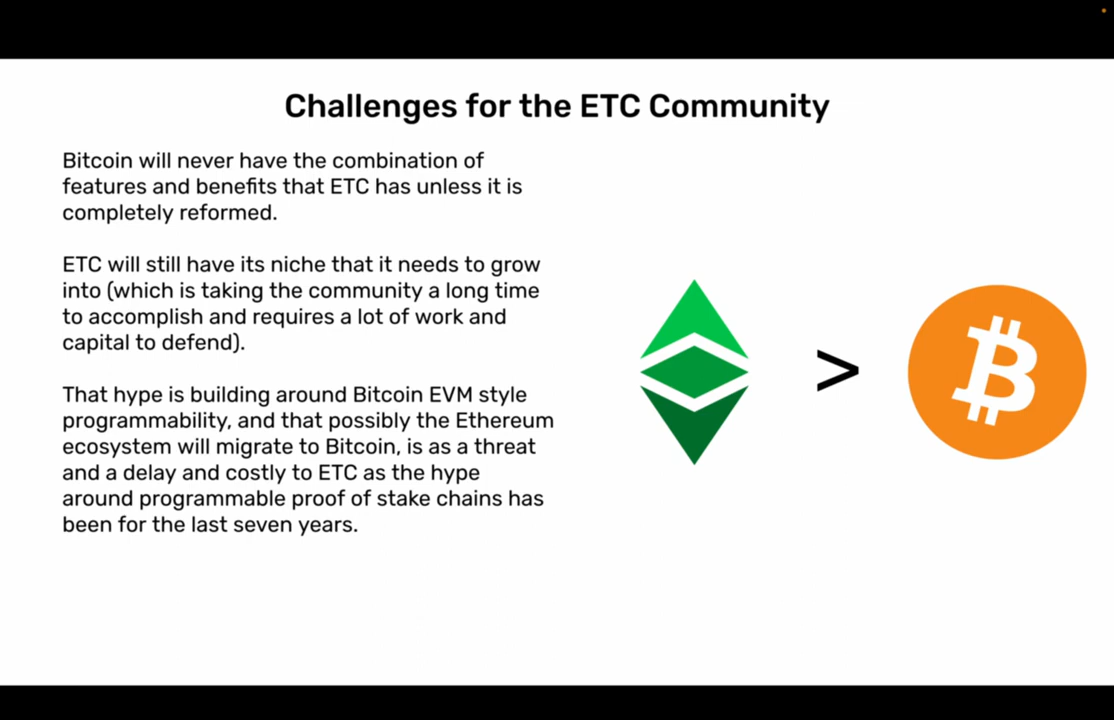 Challenges for the ETC Community
Bitcoin will never have the combination of
features and benefits that ETC has unless it is
completely reformed.
ETC will still have its niche that it needs to grow
into (which is taking the community a long time
to accomplish and requires a lot of work and
capital to defend).
That hype is building around Bitcoin EVM style
programmability, and that possibly the Ethereum
ecosystem will migrate to Bitcoin, is as a threat
and a delay and costly to ETC as the hype
around programmable proof of stake chains has
been for the last seven years.
>